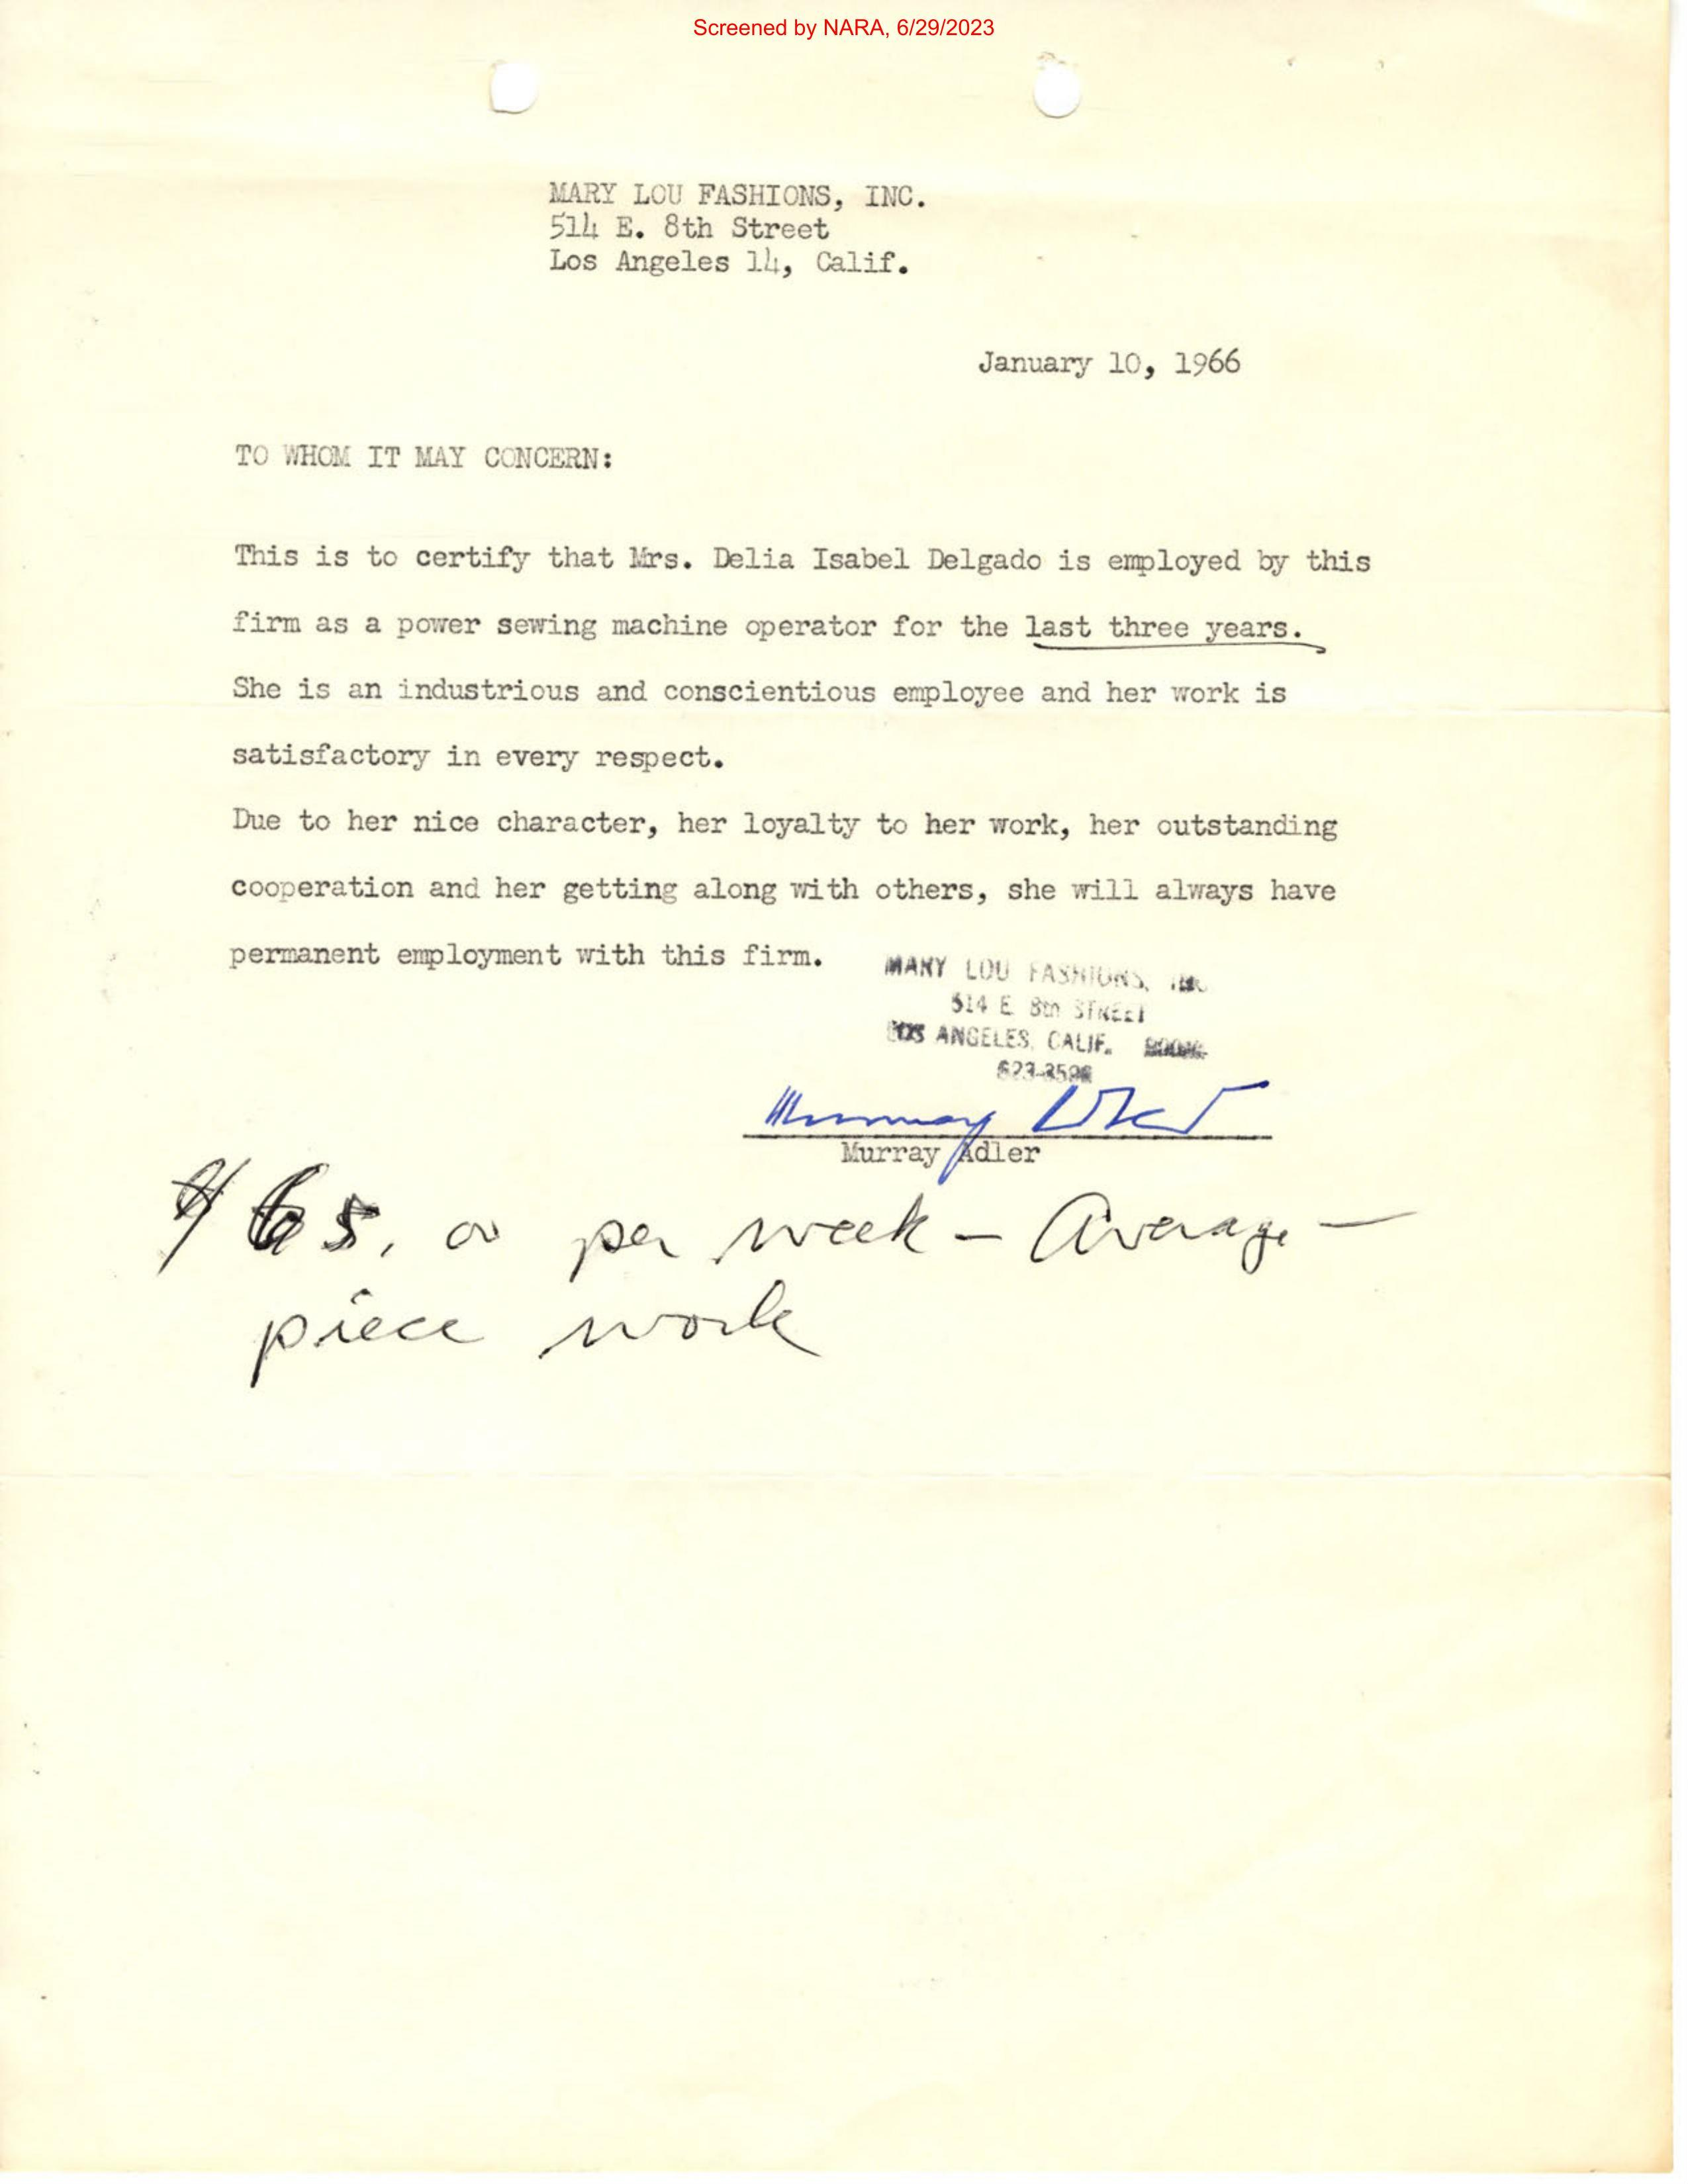 Screened by NARA, 6/29/2023
MARY LOU FASHIONS, INC.
514 E. 8th Street
Los Angeles 14, Calif.
January 10, 1966
TO WHOM IT MAY CONCERN:
This is to certify that Mrs. Delia Isabel Delgado is employed by this
firm as a power sewing machine operator for the last three years.
She is an industrious and conscientious employee and her work is
satisfactory in every respect.
Due to her nice character, her loyalty to her work, her outstanding
cooperation and her getting along with others, she will always have
permanent employment with this firm.
MARY LOU FASHIONS, INC.
514 E 8th STREET
LOS ANGELES, CALIF.
Murray
Murray Adler
$65. 00 per week - Average -
piece work